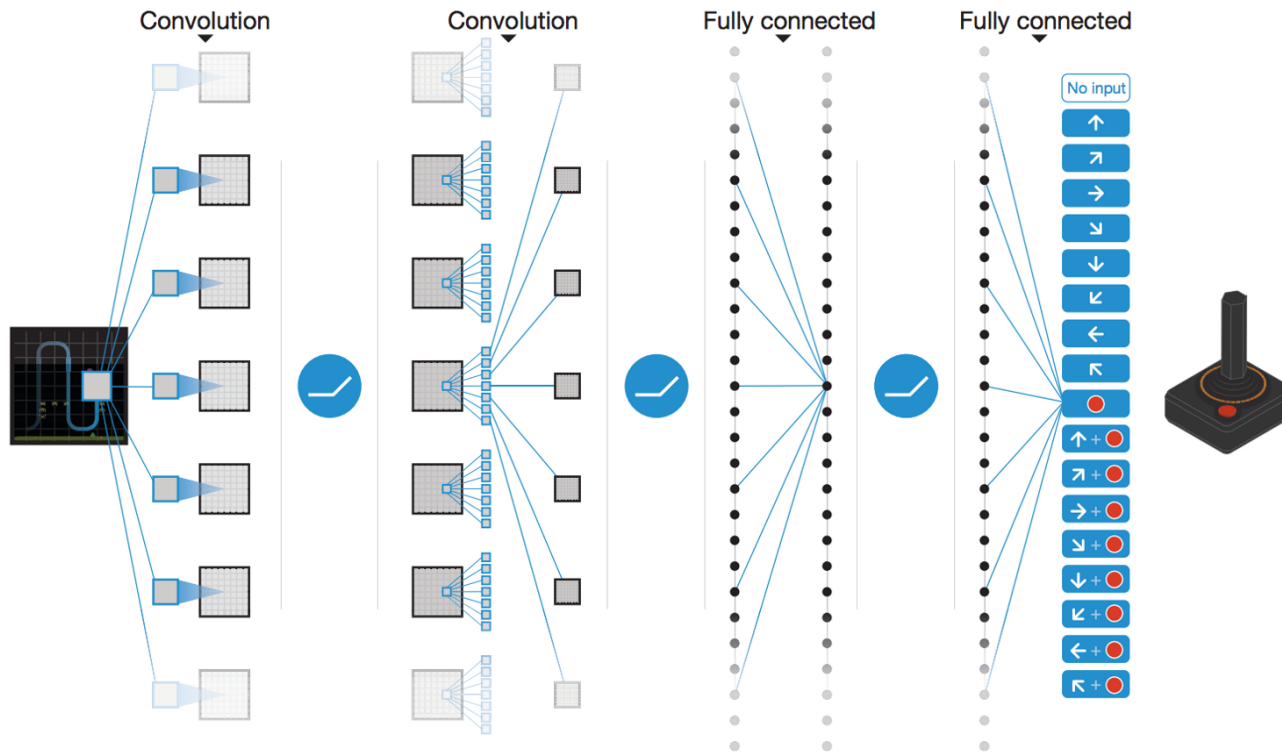 Convolution
Convolution
Fully connected
Fully connected
No input
+
+
+
+
+
+
+
+